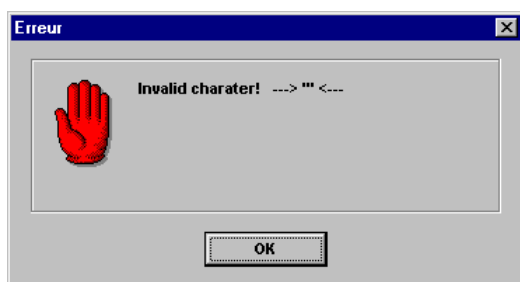 Erreur
Invalid charater! ---> ''' <---
OK